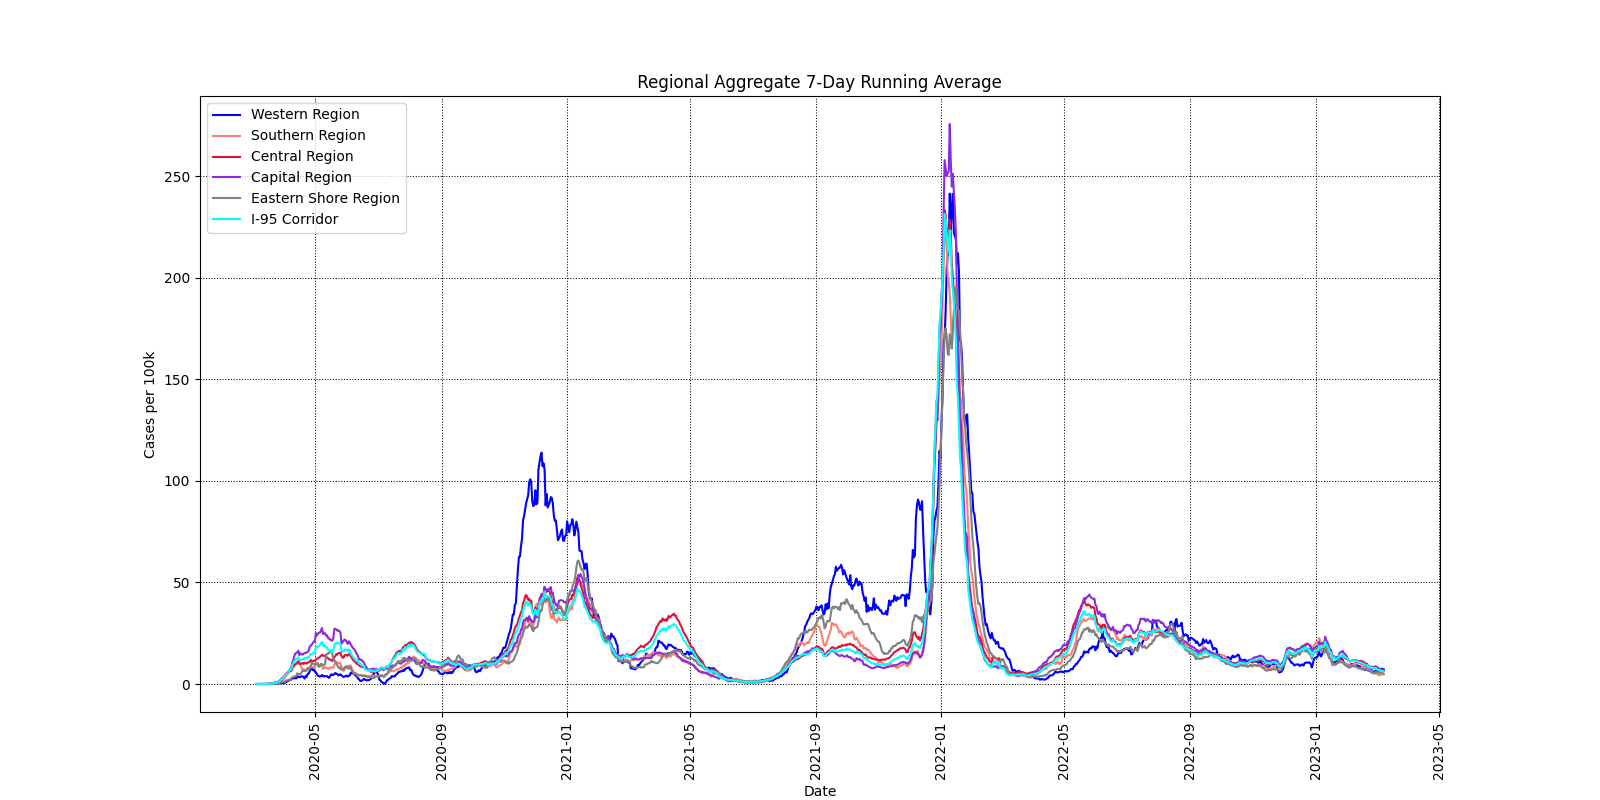 Regional Aggregate 7-Day Running Average
Western Region
Southern Region
Central Region
Capital Region
Eastern Shore Region
I-95 Corridor
Cases per 100k
250
200
150
100
50
0
2020-05
2020-09
2021-01
2021-05
2021-09
2022-01
2022-05
2022-09
2023-01
2023-05
Date